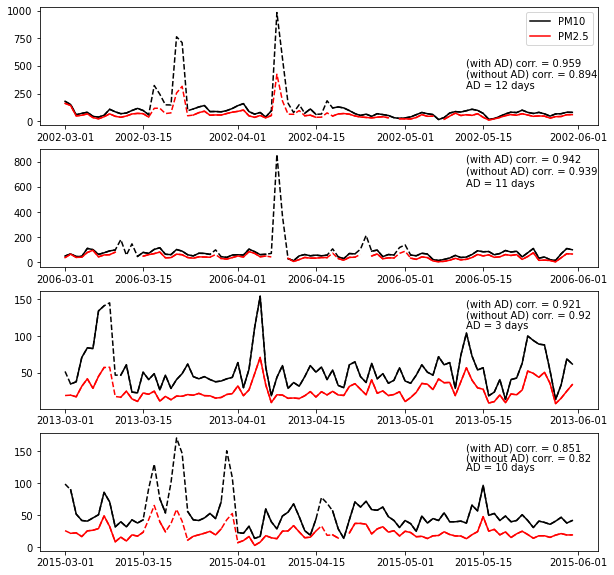 1000
750
500
250
0
PM10
PM2.5
(with AD) corr. = 0.959
(without AD) corr. = 0.894
AD = 12 days
2002-03-01 2002-03-15 2002-04-01 2002-04-15 2002-05-01 2002-05-15 2002-06-01
800
600
400
200
0
(with AD) corr. = 0.942
(without AD) corr. = 0.939
AD = 11 days
2006-03-01 2006-03-15 2006-04-01 2006-04-15 2006-05-01 2006-05-15 2006-06-01
150
100
50
(with AD) corr. = 0.921
(without AD) corr. = 0.92
AD = 3 days
2013-03-01 2013-03-15 2013-04-01 2013-04-15 2013-05-01 2013-05-15 2013-06-01
150
100
50
0
(with AD) corr. = 0.851
(without AD) corr. = 0.82
AD = 10 days
2015-03-01 2015-03-15 2015-04-01 2015-04-15 2015-05-01 2015-05-15 2015-06-01